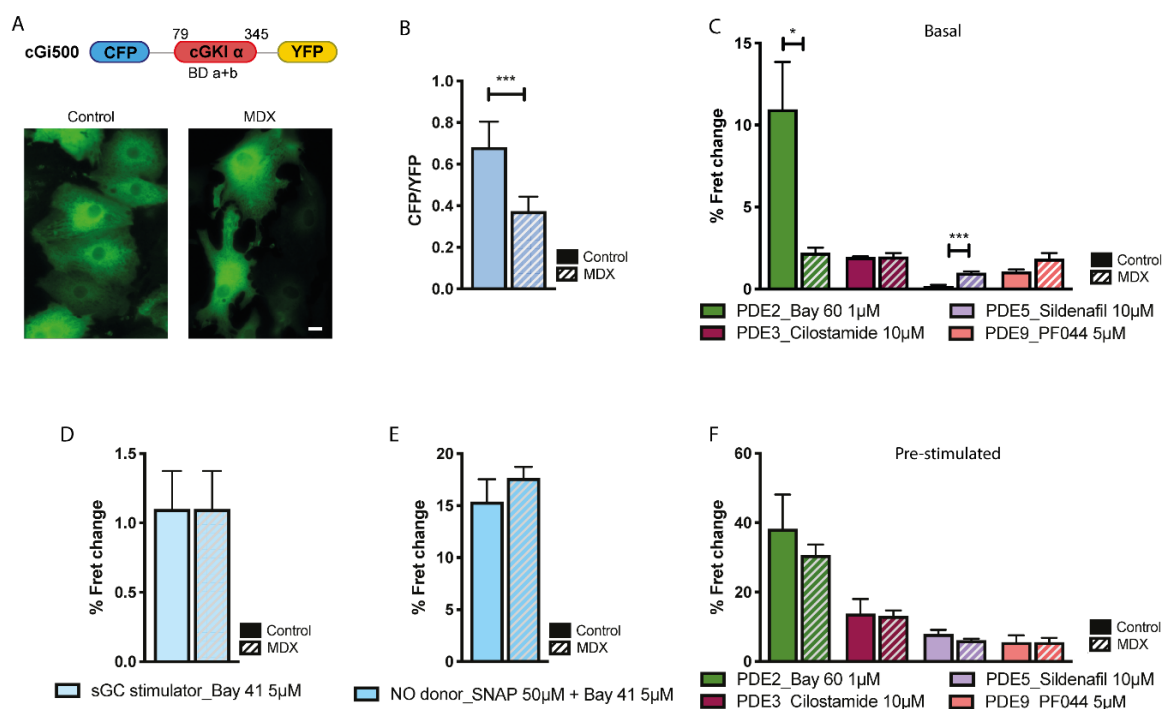 A
79
345
cGi500
CFP
cGKI α
YFP
BD a+b
Control
MDX
B
***
1.0
0.8
0.6
0.4
0.2
0.0
CFP/YFP
Control
MDX
C
Basal
*
***
15
10
5
0
% Fret change
Control
MDX
PDE2_Bay 60 1µM
PDE5_Sildenafil 10µM
PDE3_Cilostamide 10µM
PDE9_PF044 5µM
D
1.5
1.0
0.5
0.0
% Fret change
Control
MDX
sGC stimulator_Bay 41 5µM
E
20
15
10
5
0
% Fret change
Control
MDX
NO donor_SNAP 50µM + Bay 41 5µM
F
Pre-stimulated
60
40
20
0
% Fret change
Control
MDX
PDE2_Bay 60 1µM
PDE5_Sildenafil 10µM
PDE3_Cilostamide 10µM
PDE9_PF044 5µM